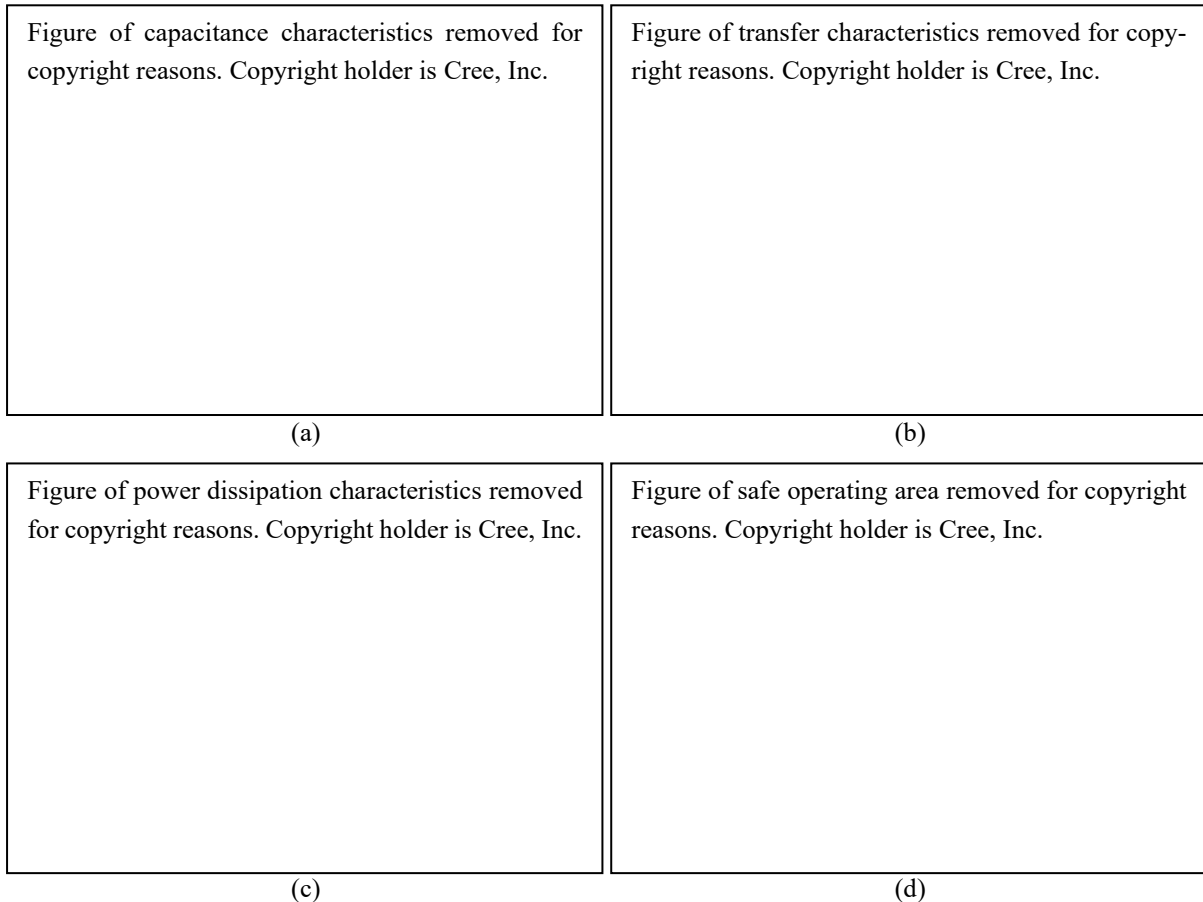 Figure of capacitance characteristics removed for
copyright reasons. Copyright holder is Cree, Inc.
Figure of transfer characteristics removed for copy-
right reasons. Copyright holder is Cree, Inc.
(a)
(b)
Figure of power dissipation characteristics removed
for copyright reasons. Copyright holder is Cree, Inc.
Figure of safe operating area removed for copyright
reasons. Copyright holder is Cree, Inc.
(c)
(d)